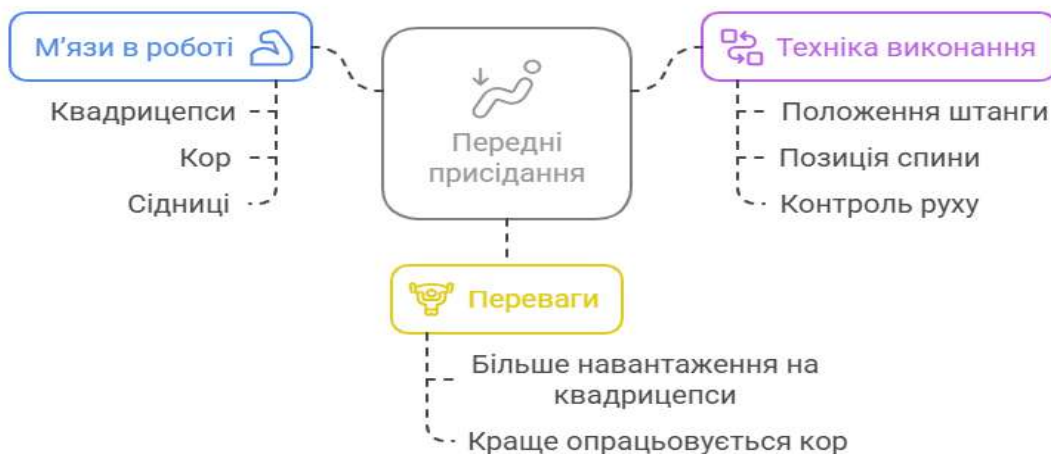 М’язи в роботі
Квадрицепси
Кор
Сідниці
Передні
присідання
Техніка виконання
Положення штанги
Позиція спини
Контроль руху
Переваги
Більше навантаження на
квадрицепси
Краще опрацьовується кор